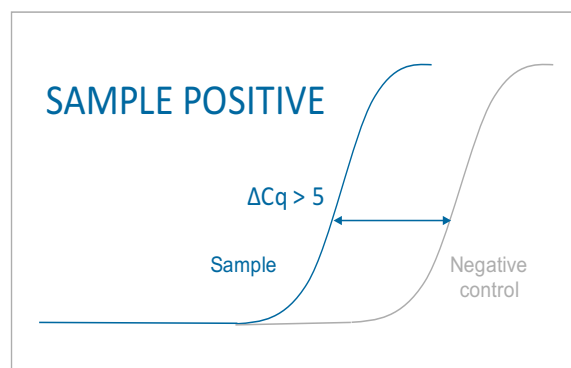 SAMPLE POSITIVE
ΔCq > 5
Sample
Negative
control